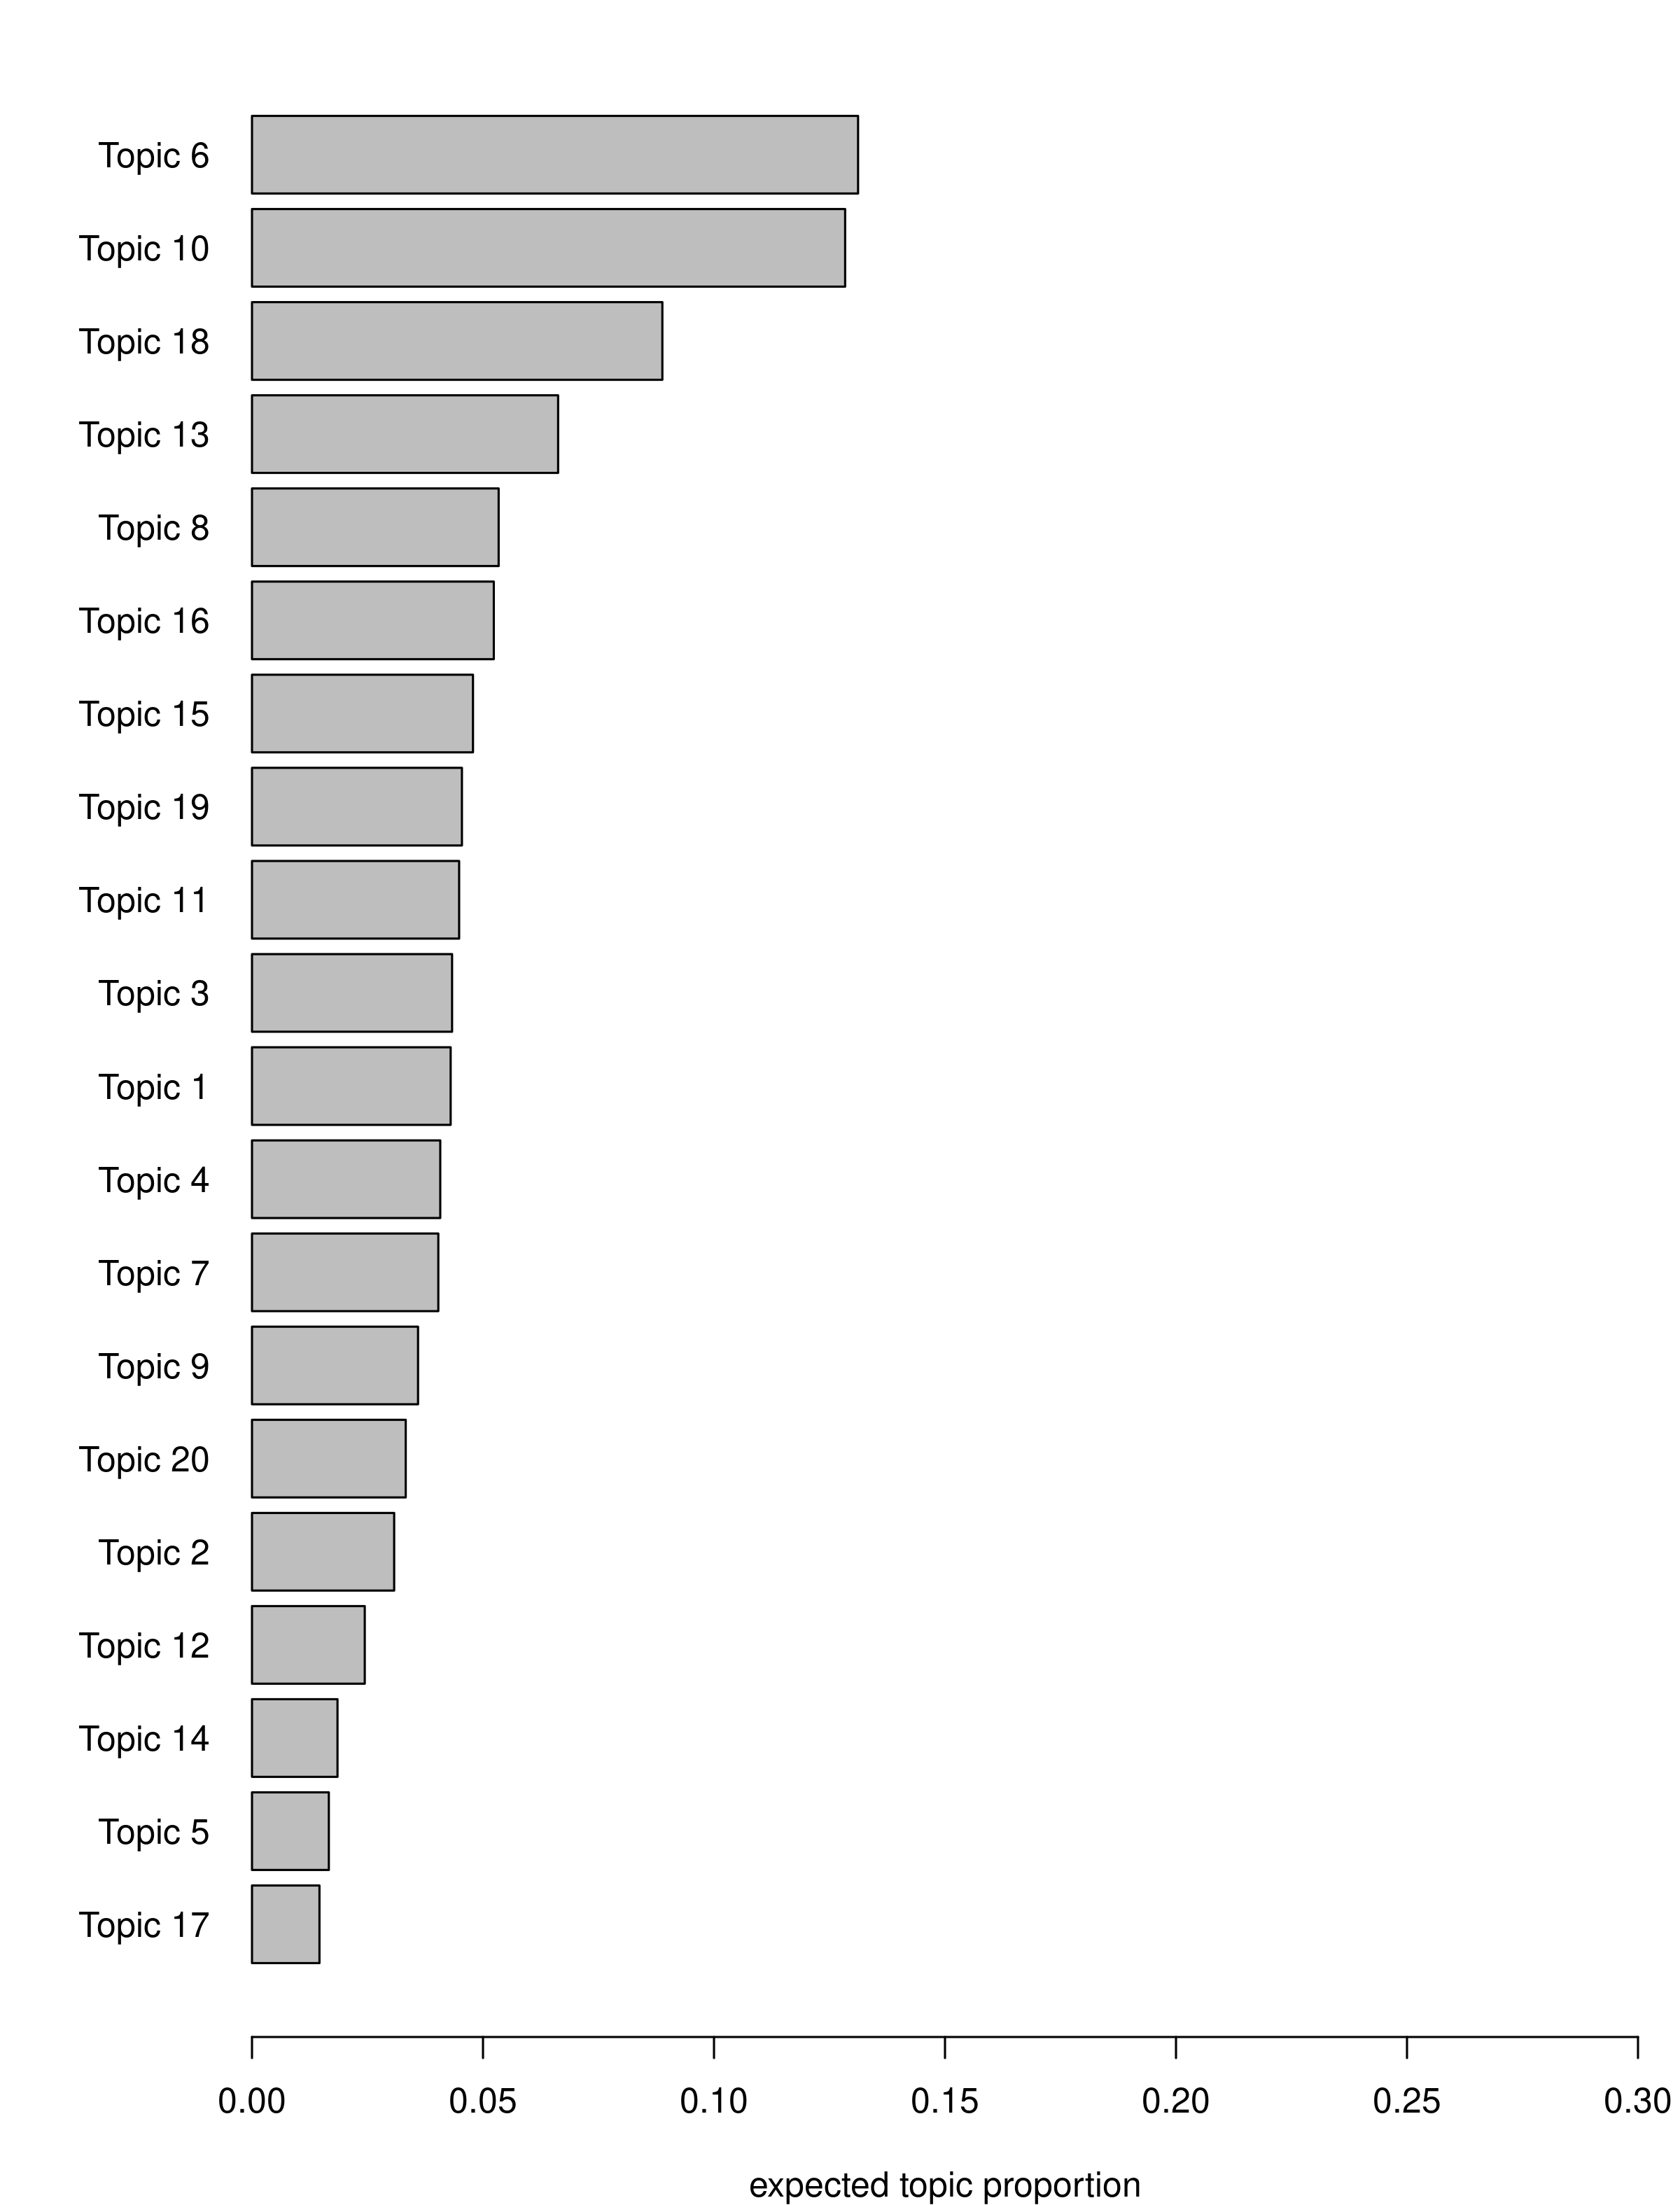 Topic 6
Topic 10
Topic 18
Topic 13
Topic 8
Topic 16
Topic 15
Topic 19
Topic 11
Topic 3
Topic 1
Topic 4
Topic 7
Topic 9
Topic 20
Topic 2
Topic 12
Topic 14
Topic 5
Topic 17
0.00 0.05 0.10 0.15 0.20 0.25 0.30
expected topic proportion